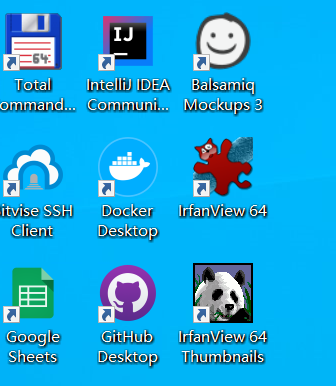 64
Total
ommand...
IJ
IntelliJ IDEA
Communi...
Balsamiq
Mockups 3
itvise SSH
Client
Docker
Desktop
IrfanView 64
Google
Sheets
GitHub
Desktop
IrfanView 64
Thumbnails